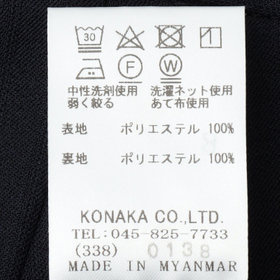 30
F W
中性洗剤使用 洗濯ネット使用
弱く絞る あて布使用
表地 ポリエステル 100%
裏地 ポリエステル 100%
KONAKA CO.,LTD.
TEL:045-825-7733
(338) 0138
MADE IN MYANMAR